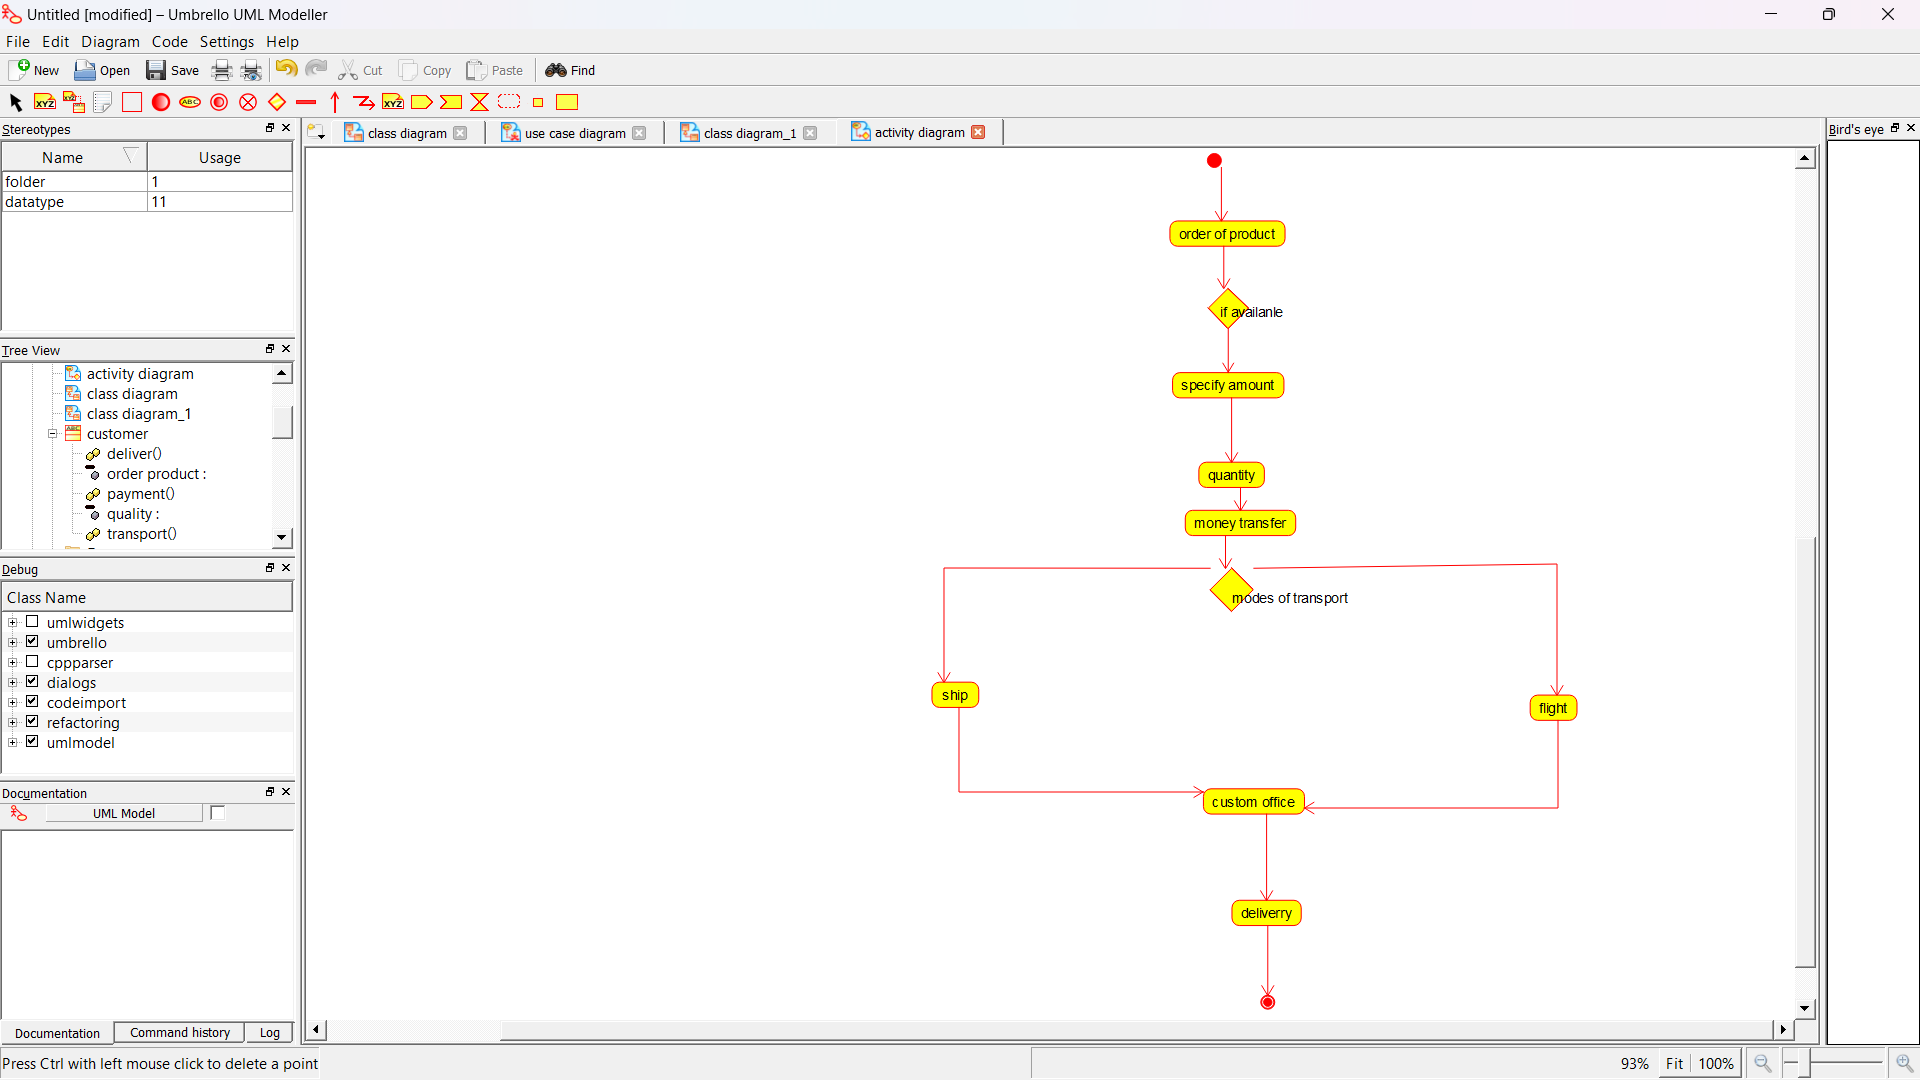 Untitled [modified] – Umbrello UML Modeller
File Edit Diagram Code Settings Help
New Open Save Cut Copy Paste Find
XYZ XYZ ABC XYZ
Stereotypes
Name Usage
folder 1
datatype 11
Tree View
activity diagram
class diagram
class diagram_1
customer
deliver()
order product :
payment()
quality :
transport()
Debug
Class Name
umlwidgets
umbrello
cppparser
dialogs
codeimport
refactoring
umlmodel
Documentation
UML Model
Documentation Command history Log
Press Ctrl with left mouse click to delete a point
class diagram use case diagram class diagram_1 activity diagram
order of product
if availanle
specify amount
quantity
money transfer
modes of transport
ship
flight
custom office
deliverry
Bird's eye
93% Fit 100%